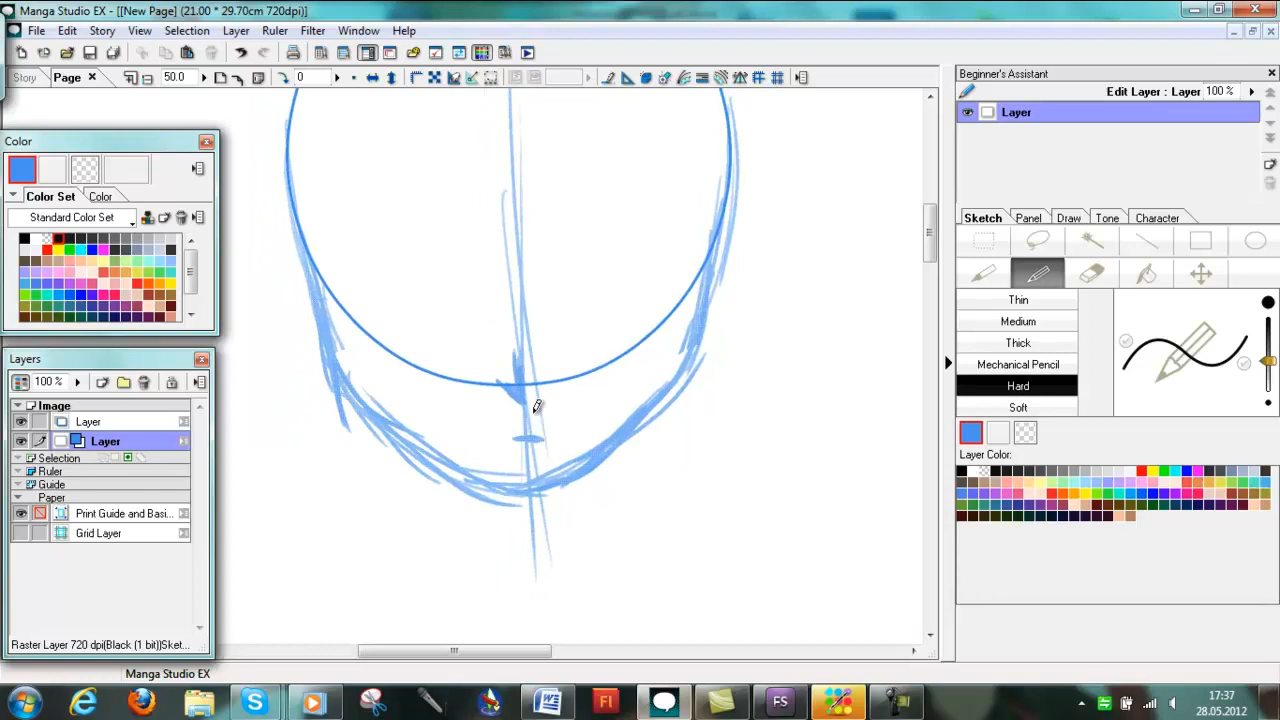 Manga Studio EX - [[New Page] (21.00 * 29.70cm 720dpi)]
File Edit Story View Selection Layer Ruler Filter Window Help
Story Page 50.0 0
Beginner's Assistant
Edit Layer : Layer 100 %
Layer
Color
Color Set Color
Standard Color Set
Layers
100 %
Image
Layer
Layer
Selection
Ruler
Guide
Paper
Print Guide and Basi...
Grid Layer
Raster Layer 720 dpi(Black (1 bit))Sket...
Sketch Panel Draw Tone Character
Thin
Medium
Thick
Mechanical Pencil
Hard
Soft
Layer Color:
Manga Studio EX
W Fl FS
17:37
28.05.2012